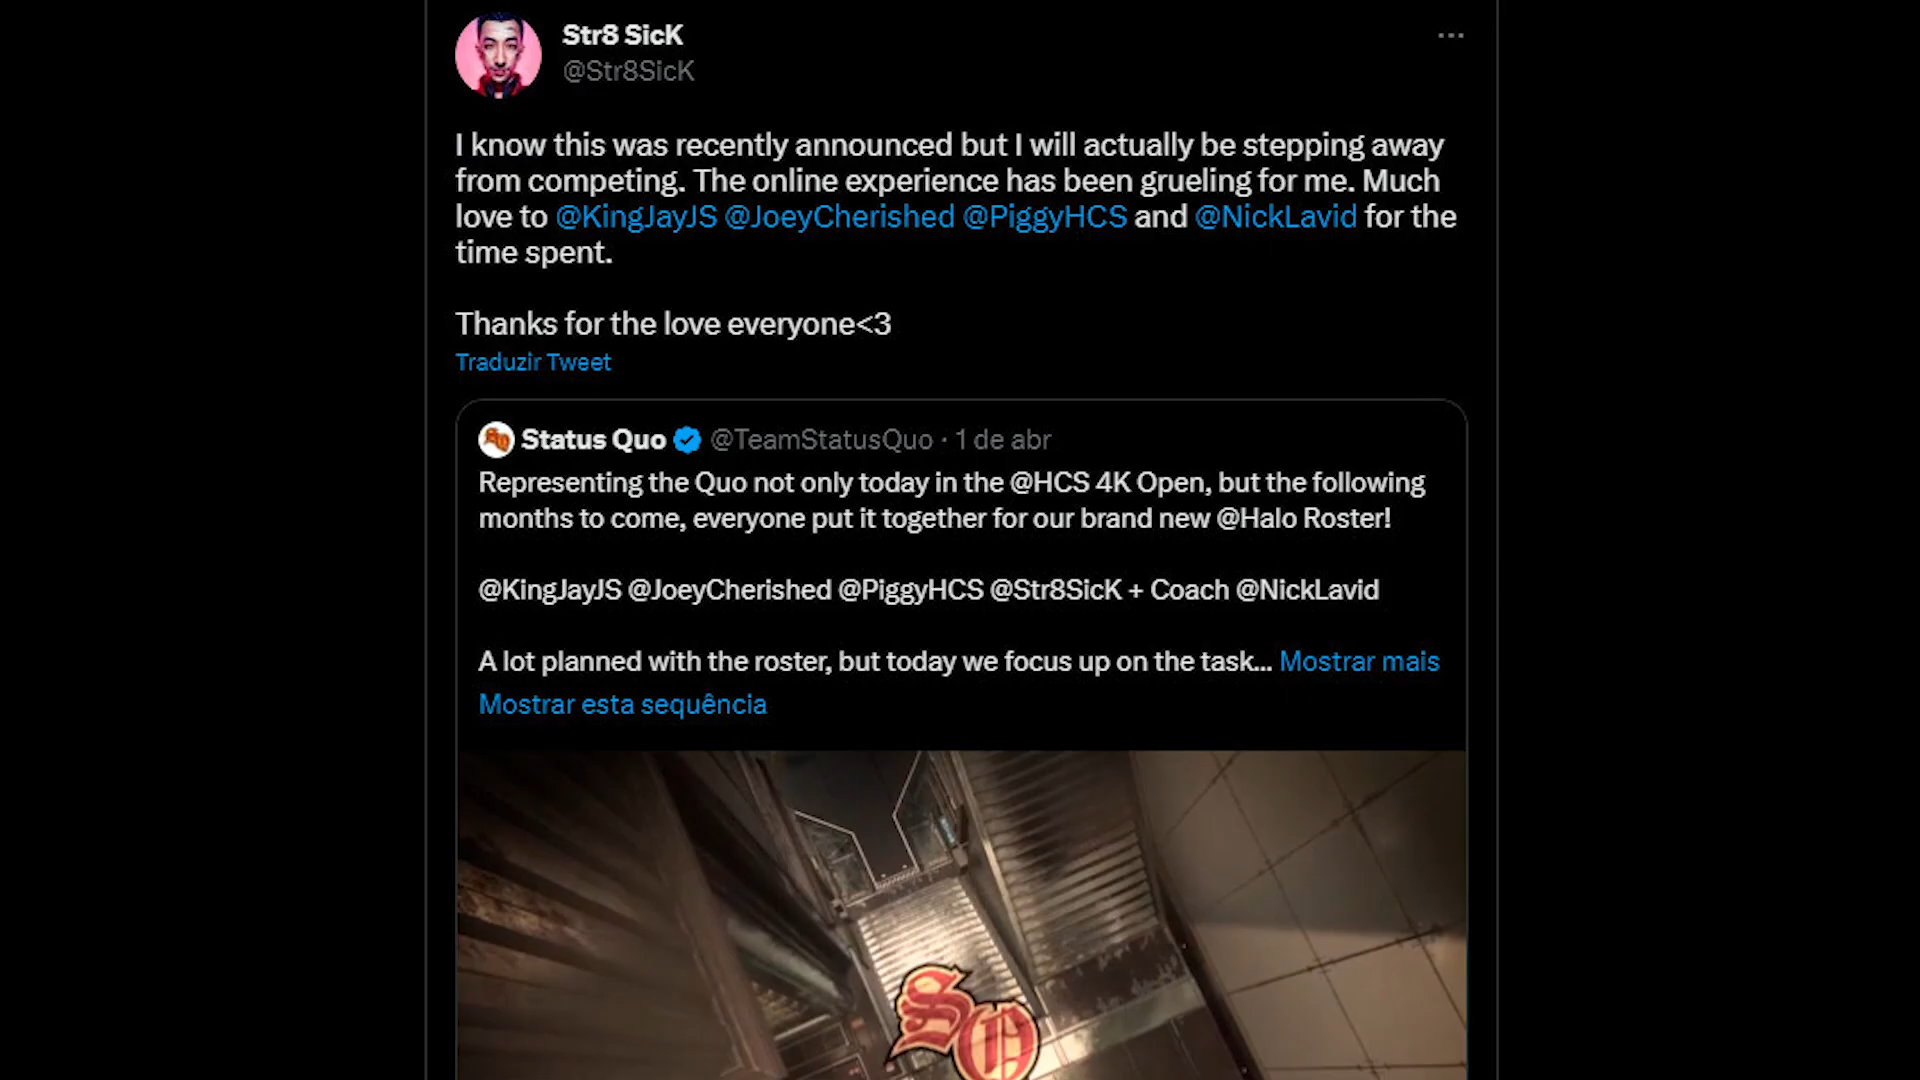 Str8 SicK
@Str8SicK
I know this was recently announced but I will actually be stepping away
from competing. The online experience has been grueling for me. Much
love to @KingJayJS @JoeyCherished @PiggyHCS and @NickLavid for the
time spent.
Thanks for the love everyone<3
Traduzir Tweet
Status Quo @TeamStatusQuo · 1 de abr
Representing the Quo not only today in the @HCS 4K Open, but the following
months to come, everyone put it together for our brand new @Halo Roster!
@KingJayJS @JoeyCherished @PiggyHCS @Str8SicK + Coach @NickLavid
A lot planned with the roster, but today we focus up on the task... Mostrar mais
Mostrar esta sequência
SQ